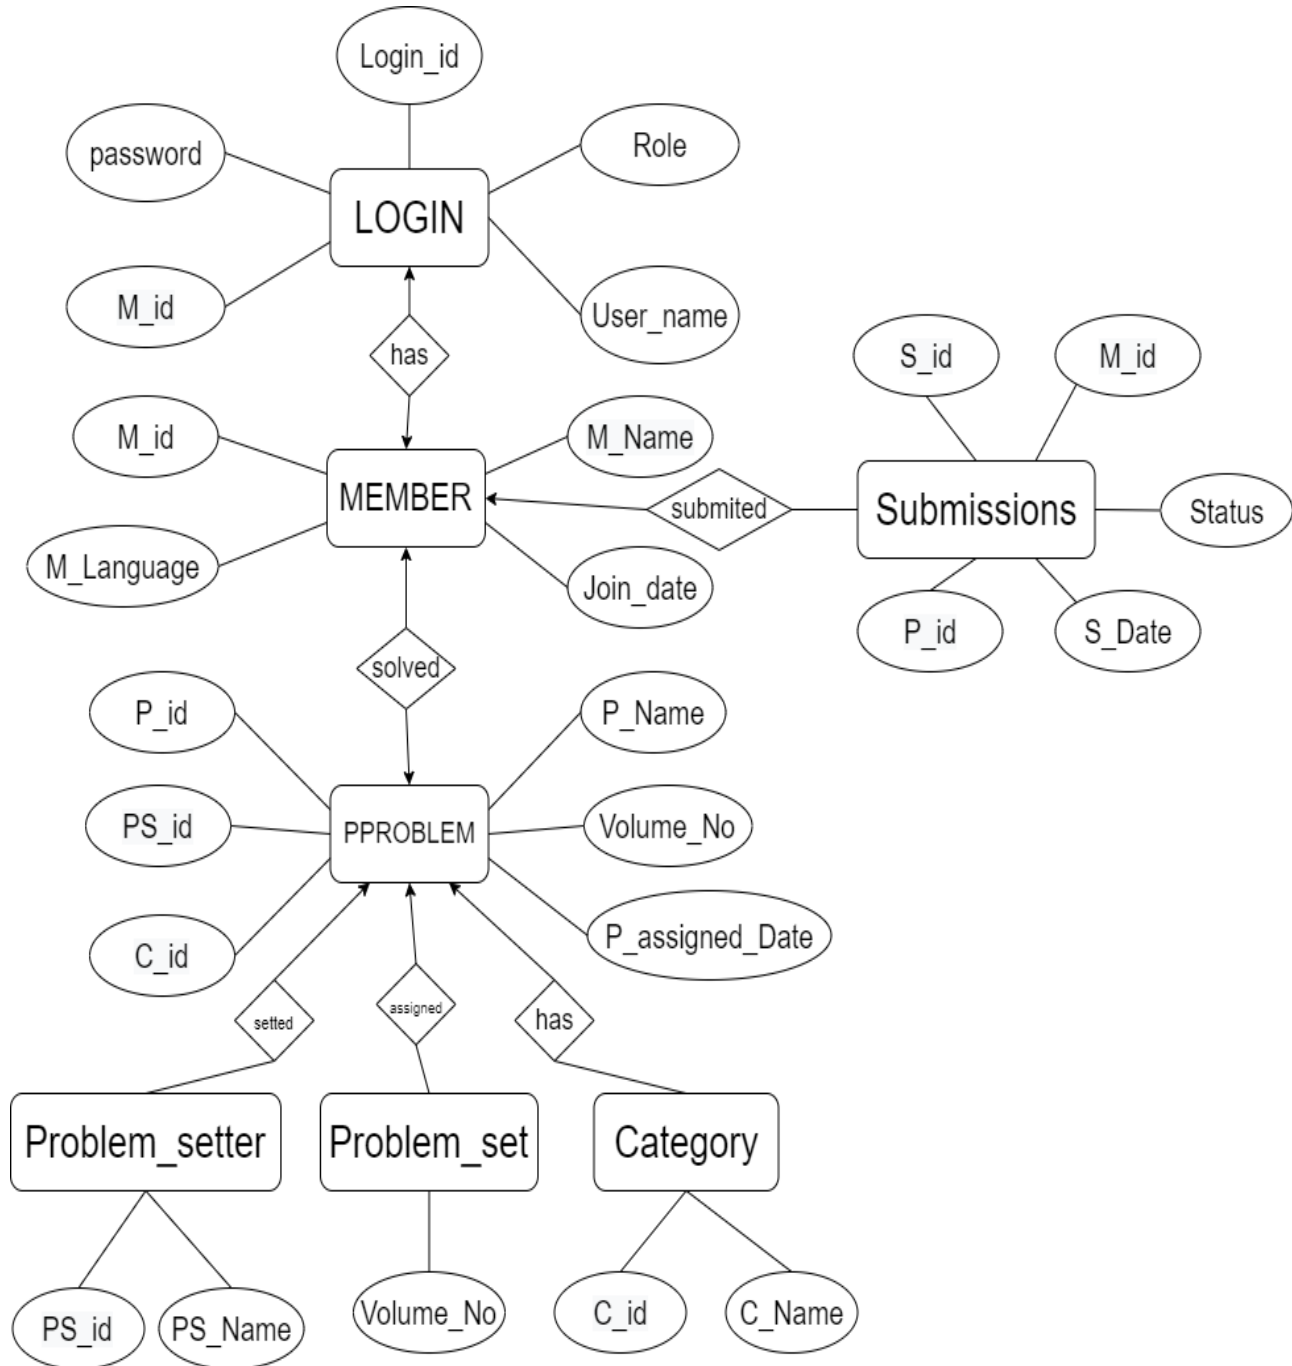 Login_id
password
Role
LOGIN
M_id
User_name
has
S_id
M_id
M_id
M_Name
MEMBER
submited
Submissions
Status
M_Language
Join_date
P_id
S_Date
solved
P_id
P_Name
PS_id
PPROBLEM
Volume_No
C_id
P_assigned_Date
setted
assigned
has
Problem_setter
Problem_set
Category
PS_id
PS_Name
Volume_No
C_id
C_Name